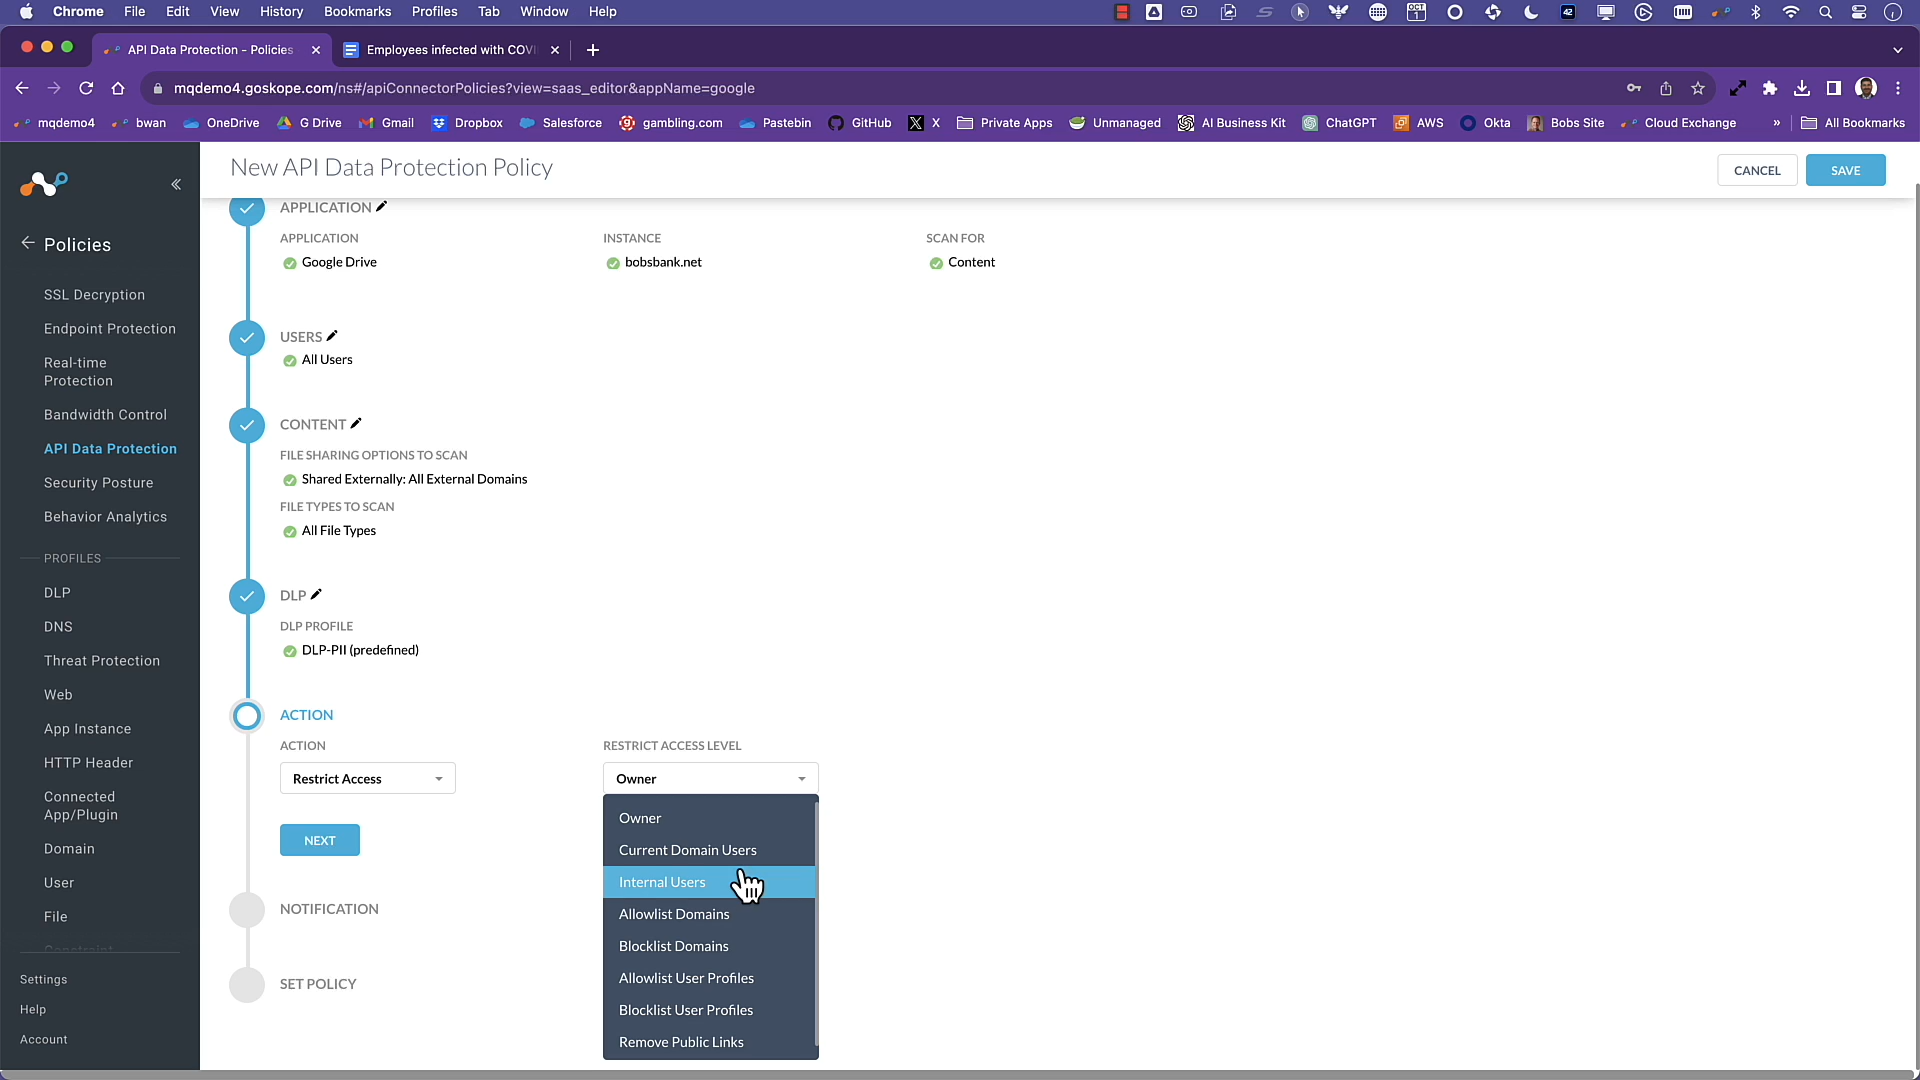 Chrome File Edit View History Bookmarks Profiles Tab Window Help
OCT 1 42
API Data Protection - Policies
Employees infected with COVI
mqdemo4.goskope.com/ns#/apiConnectorPolicies?view=saas_editor&appName=google
mqdemo4 bwan OneDrive G Drive Gmail Dropbox Salesforce gambling.com Pastebin GitHub X Private Apps Unmanaged AI Business Kit ChatGPT AWS Okta Bobs Site Cloud Exchange » All Bookmarks
New API Data Protection Policy
CANCEL SAVE
Policies
SSL Decryption
Endpoint Protection
Real-time
Protection
Bandwidth Control
API Data Protection
Security Posture
Behavior Analytics
PROFILES
DLP
DNS
Threat Protection
Web
App Instance
HTTP Header
Connected
App/Plugin
Domain
User
File
Constraint
Settings
Help
Account
APPLICATION
APPLICATION INSTANCE SCAN FOR
Google Drive bobsbank.net Content
USERS
All Users
CONTENT
FILE SHARING OPTIONS TO SCAN
Shared Externally: All External Domains
FILE TYPES TO SCAN
All File Types
DLP
DLP PROFILE
DLP-PII (predefined)
ACTION
ACTION RESTRICT ACCESS LEVEL
Restrict Access Owner
Owner
Current Domain Users
Internal Users
Allowlist Domains
Blocklist Domains
Allowlist User Profiles
Blocklist User Profiles
Remove Public Links
NEXT
NOTIFICATION
SET POLICY